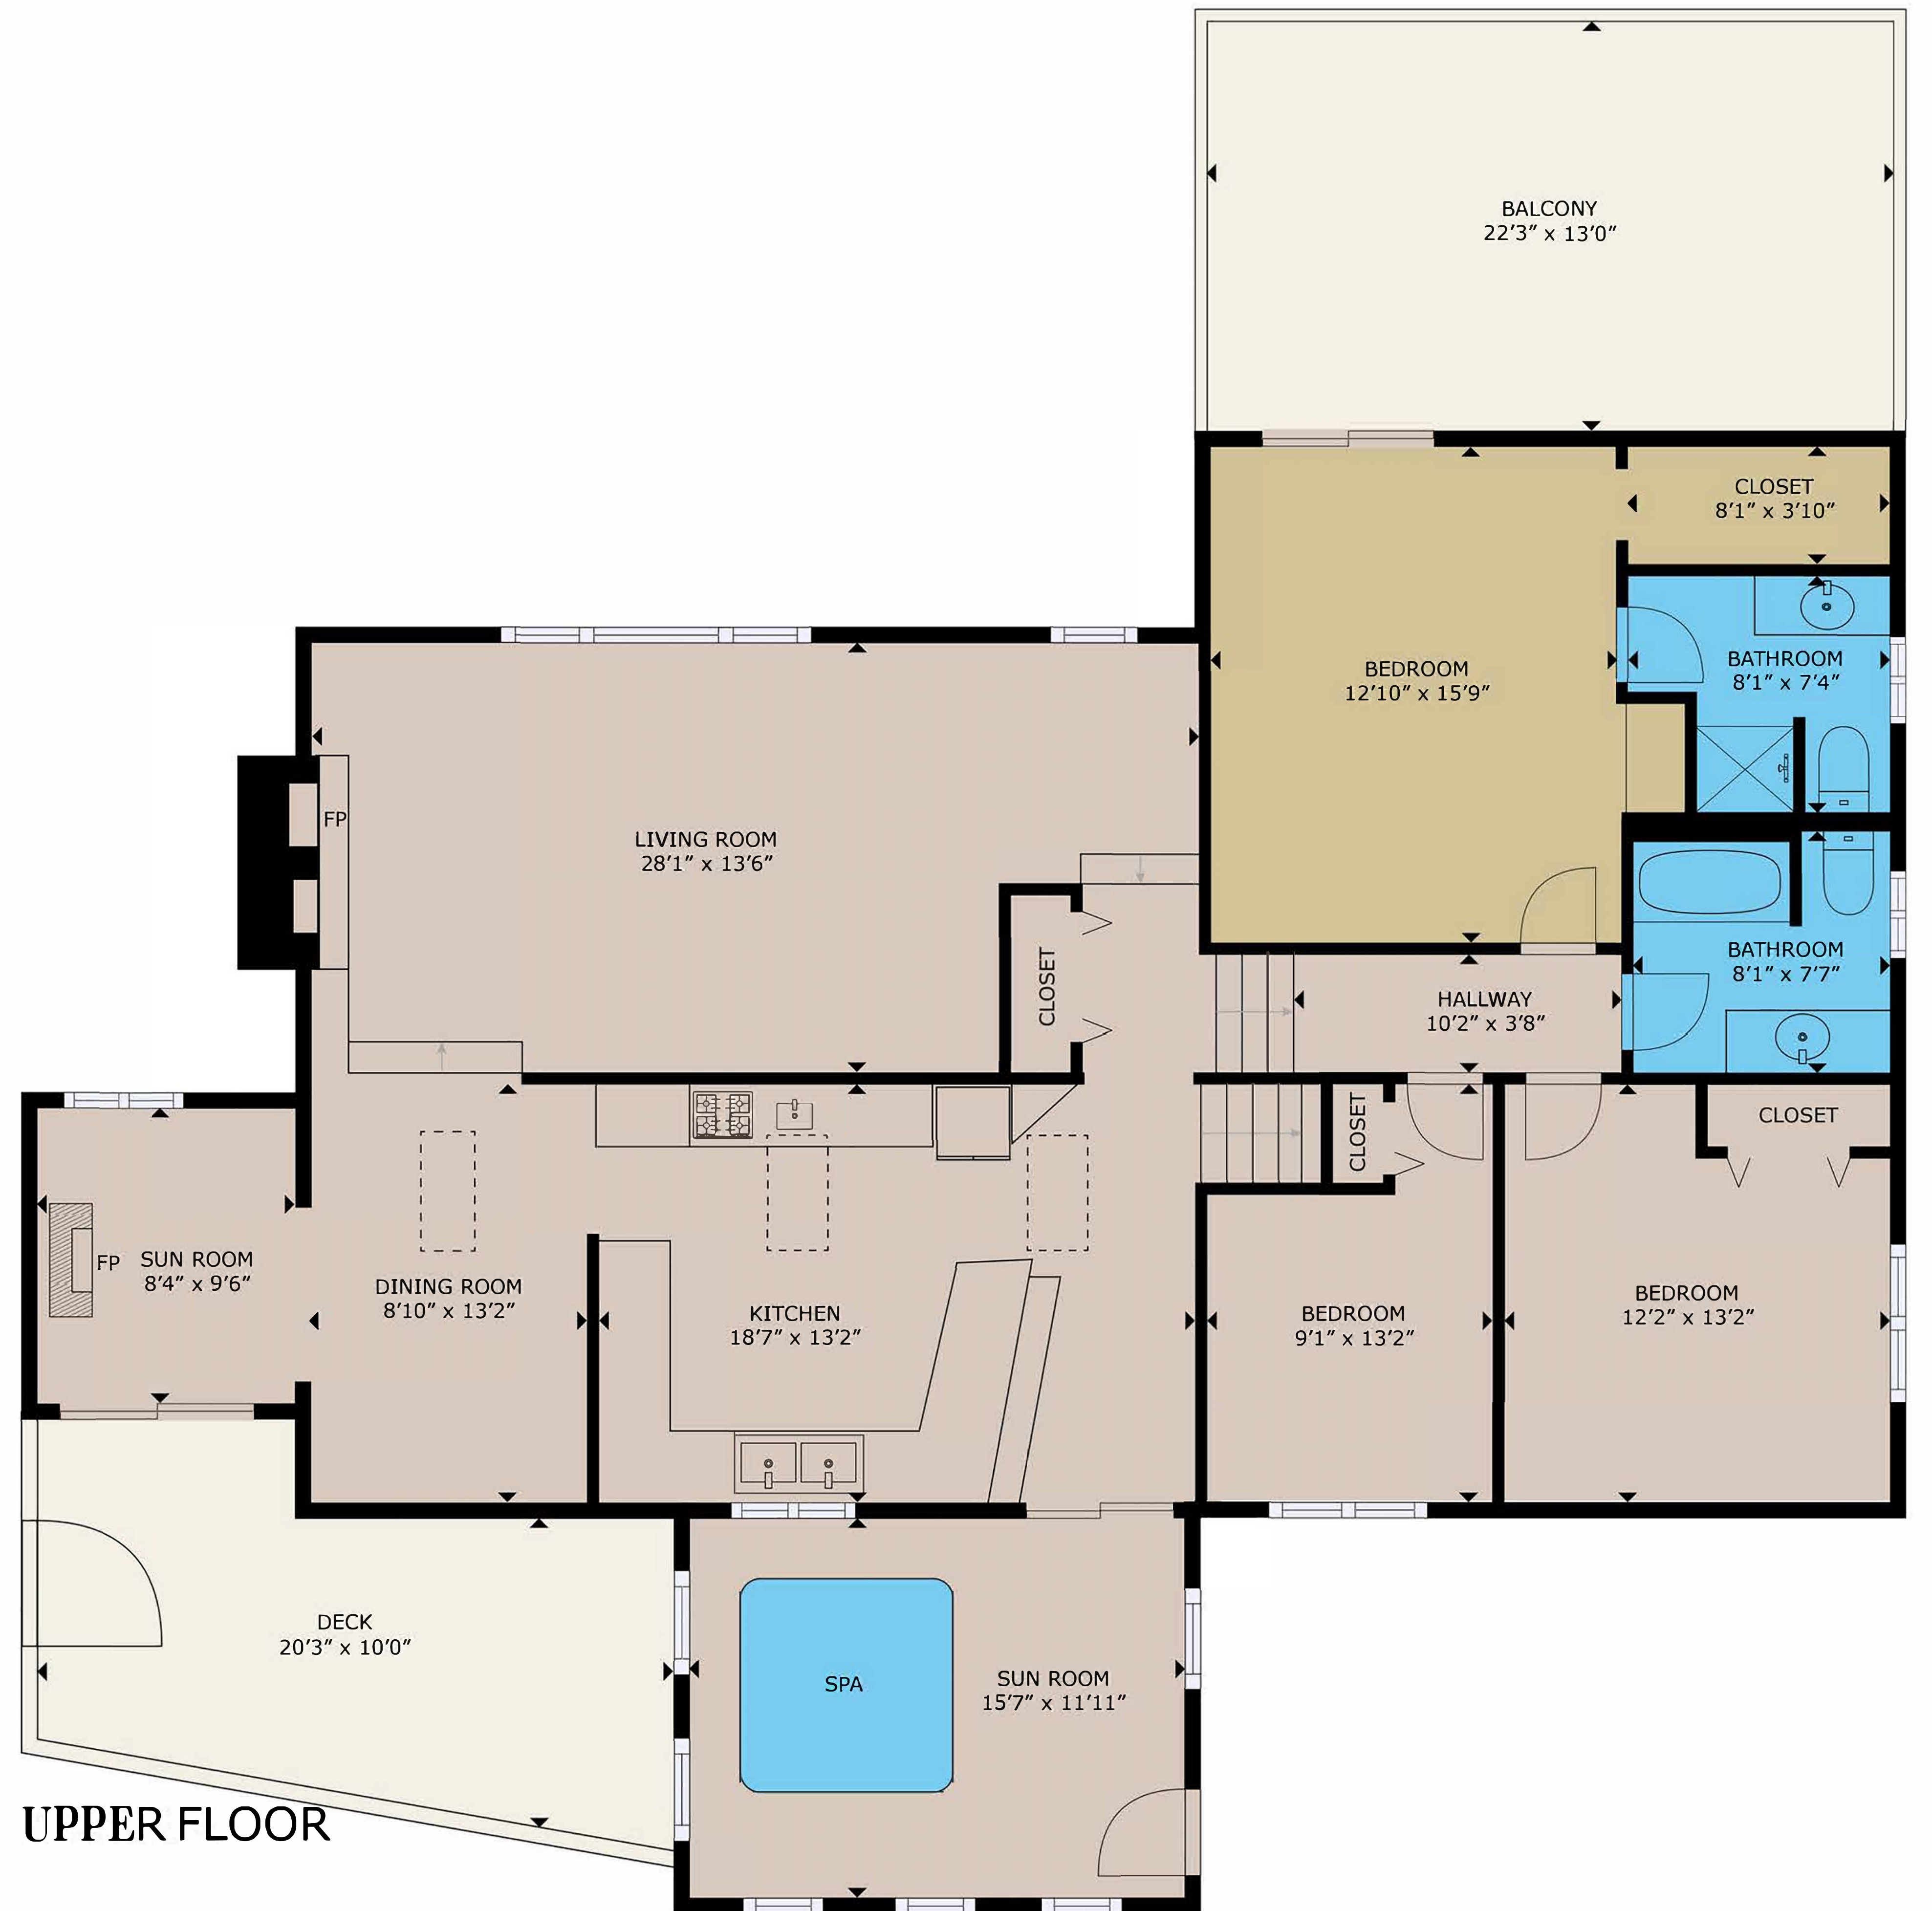 BALCONY
22'3" x 13'0"
CLOSET
8'1" x 3'10"
BEDROOM
12'10" x 15'9"
BATHROOM
8'1" x 7'4"
FP
LIVING ROOM
28'1" x 13'6"
CLOSET
BATHROOM
8'1" x 7'7"
HALLWAY
10'2" x 3'8"
CLOSET
CLOSET
FP
SUN ROOM
8'4" x 9'6"
DINING ROOM
8'10" x 13'2"
KITCHEN
18'7" x 13'2"
BEDROOM
9'1" x 13'2"
BEDROOM
12'2" x 13'2"
DECK
20'3" x 10'0"
SPA
SUN ROOM
15'7" x 11'11"
UPPER FLOOR